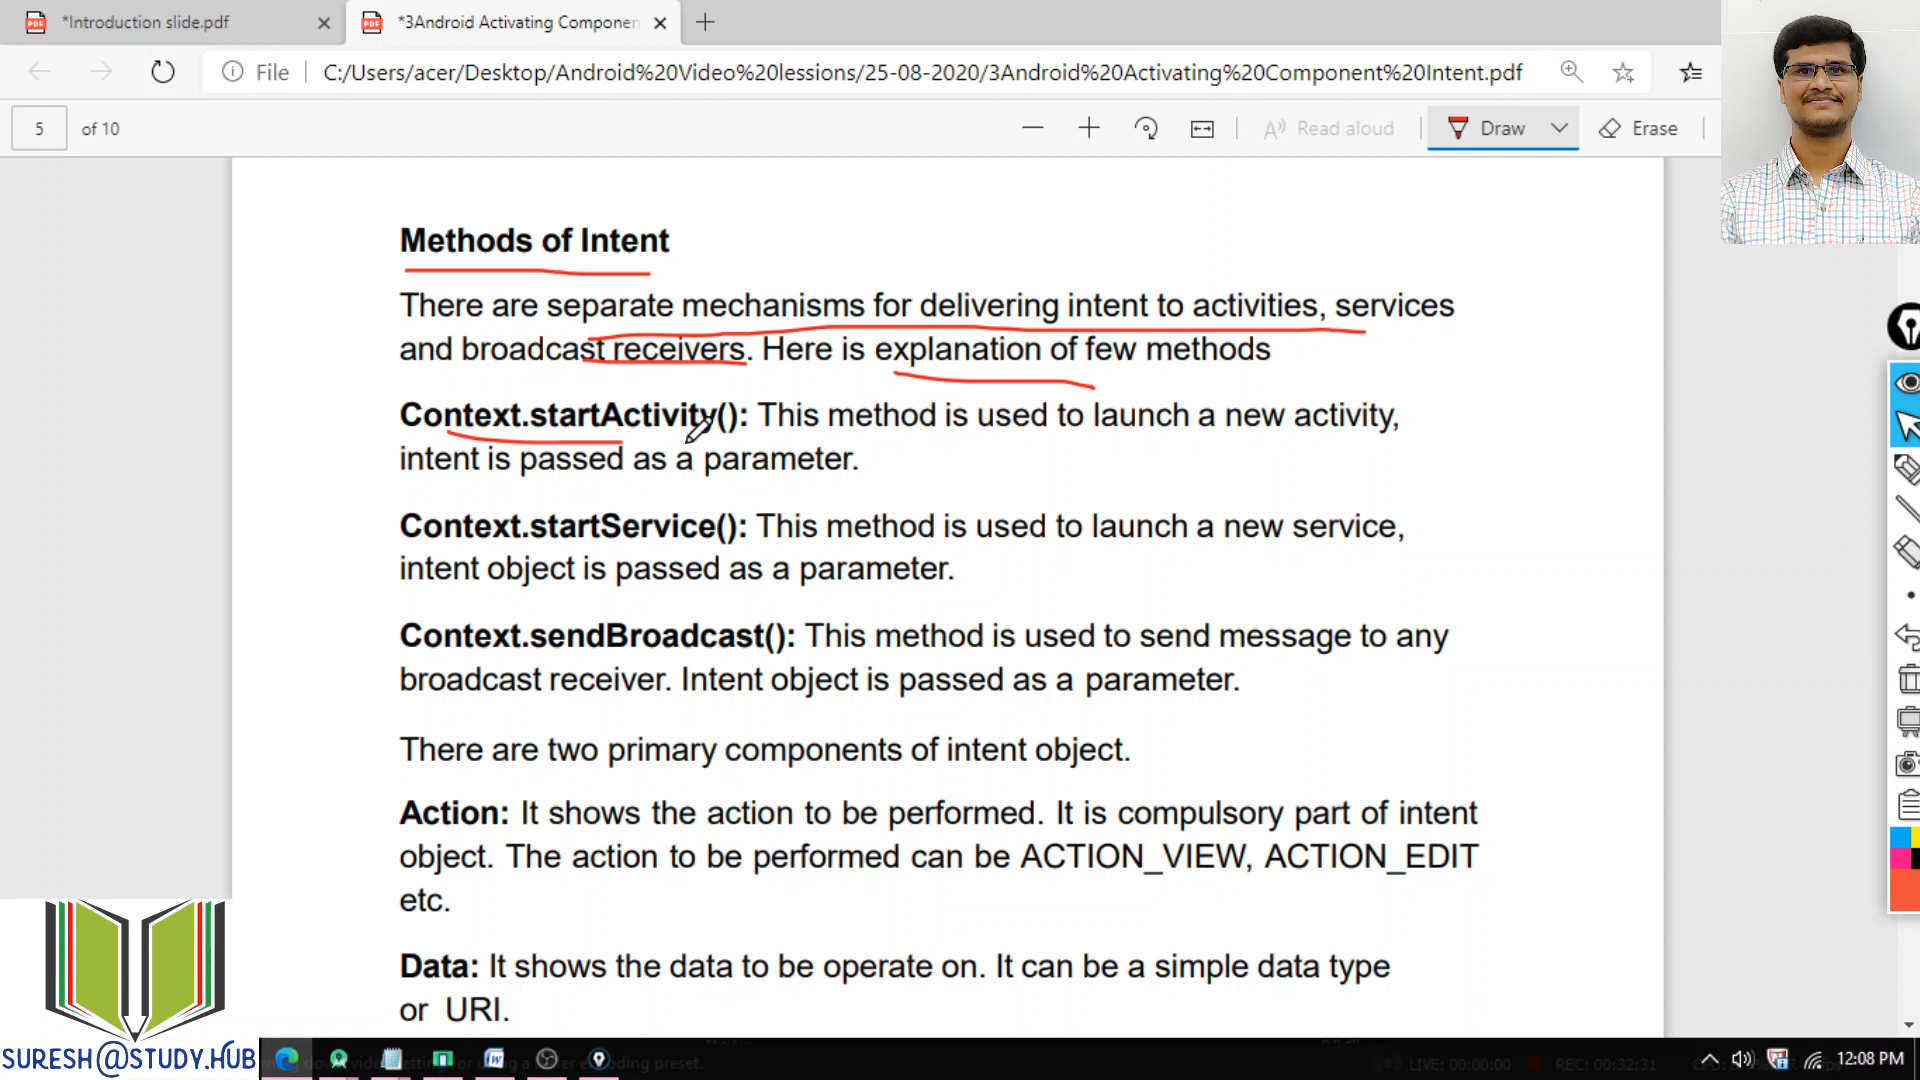 *Introduction slide.pdf
*3Android Activating Componen
File
C:/Users/acer/Desktop/Android%20Video%20lessions/25-08-2020/3Android%20Activating%20Component%20Intent.pdf
5 of 10
Read aloud
Draw
Erase
Methods of Intent
There are separate mechanisms for delivering intent to activities, services
and broadcast receivers. Here is explanation of few methods
Context.startActivity(): This method is used to launch a new activity,
intent is passed as a parameter.
Context.startService(): This method is used to launch a new service,
intent object is passed as a parameter.
Context.sendBroadcast(): This method is used to send message to any
broadcast receiver. Intent object is passed as a parameter.
There are two primary components of intent object.
Action: It shows the action to be performed. It is compulsory part of intent
object. The action to be performed can be ACTION_VIEW, ACTION_EDIT
etc.
Data: It shows the data to be operate on. It can be a simple data type
or URI.
SURESH@STUDY.HUB
LIVE: 00:00:00
REC: 00:32:31
12:08 PM